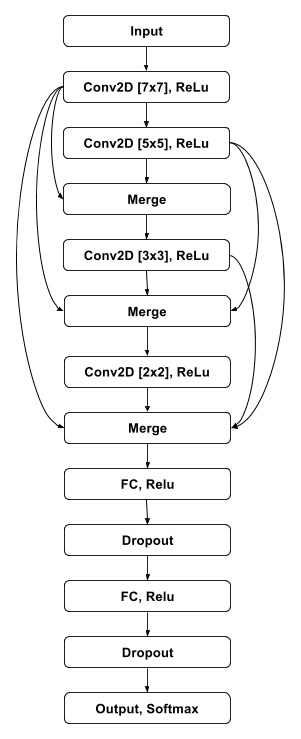 Input
Conv2D [7x7], ReLu
Conv2D [5x5], ReLu
Merge
Conv2D [3x3], ReLu
Merge
Conv2D [2x2], ReLu
Merge
FC, Relu
Dropout
FC, Relu
Dropout
Output, Softmax